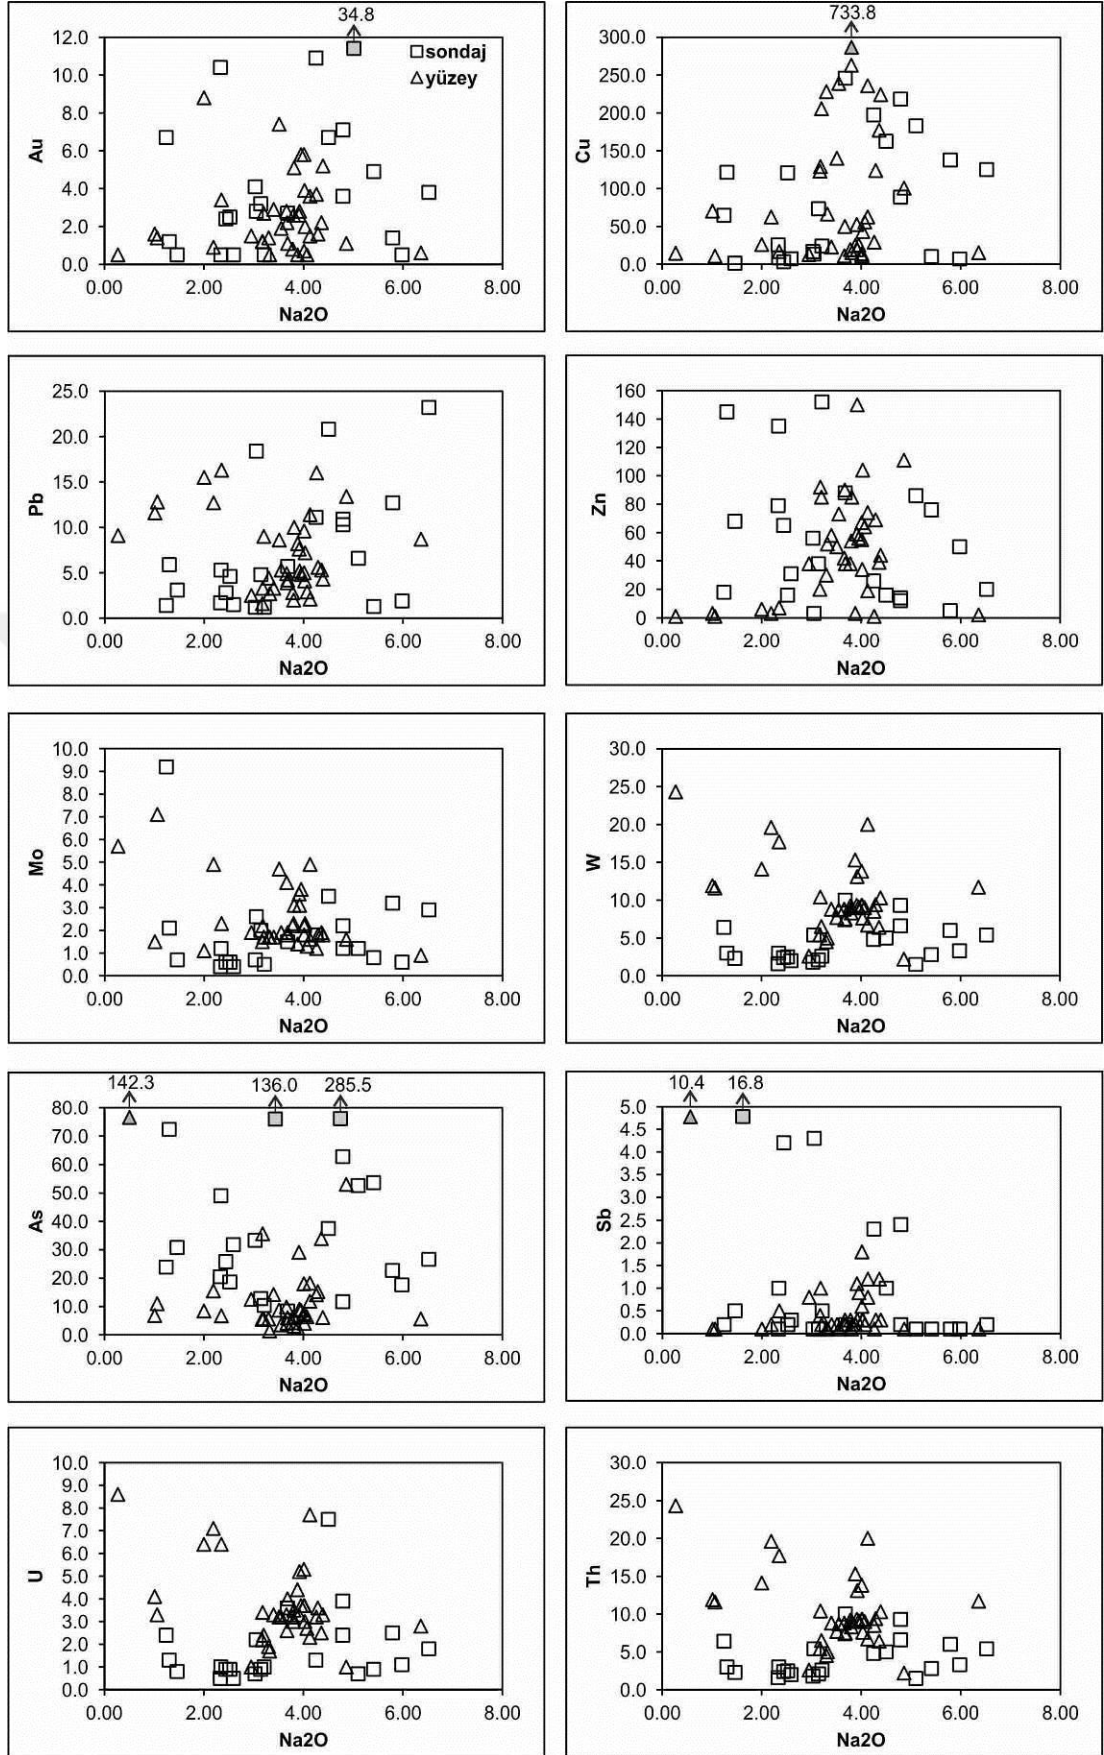 34.8
12.0
10.0
8.0
6.0
4.0
2.0
0.0
Au
sondaj
yüzey
0.00 2.00 4.00 6.00 8.00
Na2O
733.8
300.0
250.0
200.0
150.0
100.0
50.0
0.0
Cu
0.00 2.00 4.00 6.00 8.00
Na2O
25.0
20.0
15.0
10.0
5.0
0.0
Pb
0.00 2.00 4.00 6.00 8.00
Na2O
160
140
120
100
80
60
40
20
0
Zn
0.00 2.00 4.00 6.00 8.00
Na2O
10.0
9.0
8.0
7.0
6.0
5.0
4.0
3.0
2.0
1.0
0.0
Mo
0.00 2.00 4.00 6.00 8.00
Na2O
30.0
25.0
20.0
15.0
10.0
5.0
0.0
W
0.00 2.00 4.00 6.00 8.00
Na2O
142.3 136.0 285.5
80.0
70.0
60.0
50.0
40.0
30.0
20.0
10.0
0.0
As
0.00 2.00 4.00 6.00 8.00
Na2O
10.4 16.8
5.0
4.5
4.0
3.5
3.0
2.5
2.0
1.5
1.0
0.5
0.0
Sb
0.00 2.00 4.00 6.00 8.00
Na2O
10.0
9.0
8.0
7.0
6.0
5.0
4.0
3.0
2.0
1.0
0.0
U
0.00 2.00 4.00 6.00 8.00
Na2O
30.0
25.0
20.0
15.0
10.0
5.0
0.0
Th
0.00 2.00 4.00 6.00 8.00
Na2O